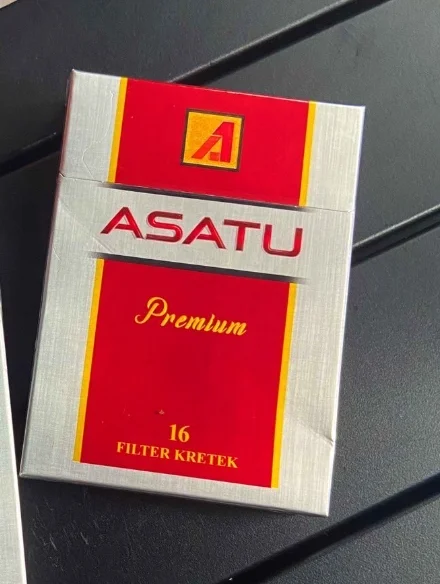 A
ASATU
Premium
16
FILTER KRETEK